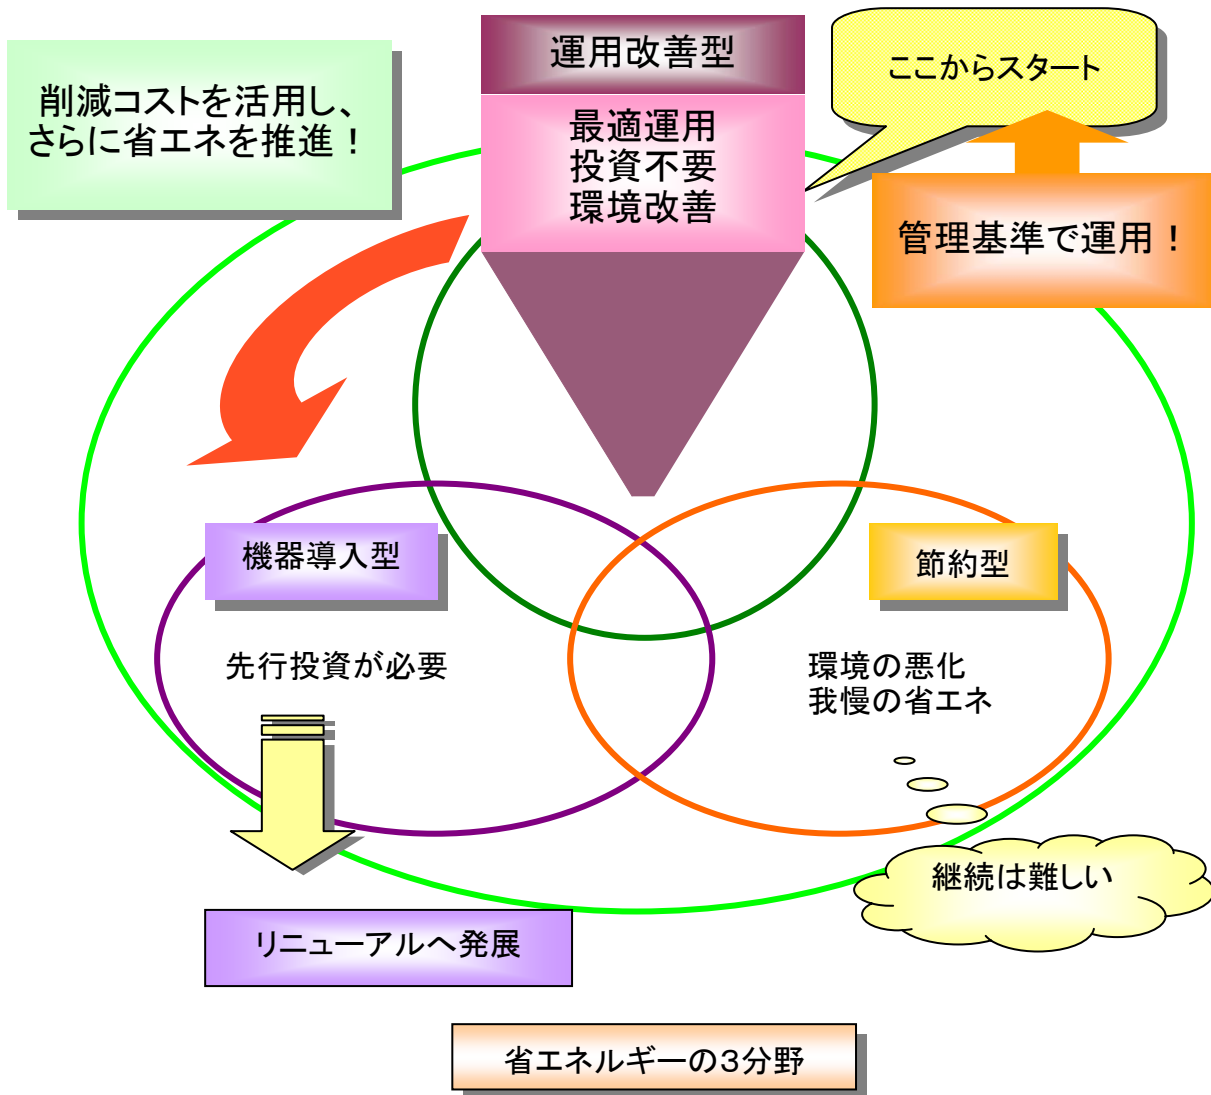 運用改善型
最適運用
投資不要
環境改善
ここからスタート
削減コストを活用し、
さらに省エネを推進！
管理基準で運用！
機器導入型
先行投資が必要
節約型
環境の悪化
我慢の省エネ
継続は難しい
リニューアルへ発展
省エネルギーの３分野